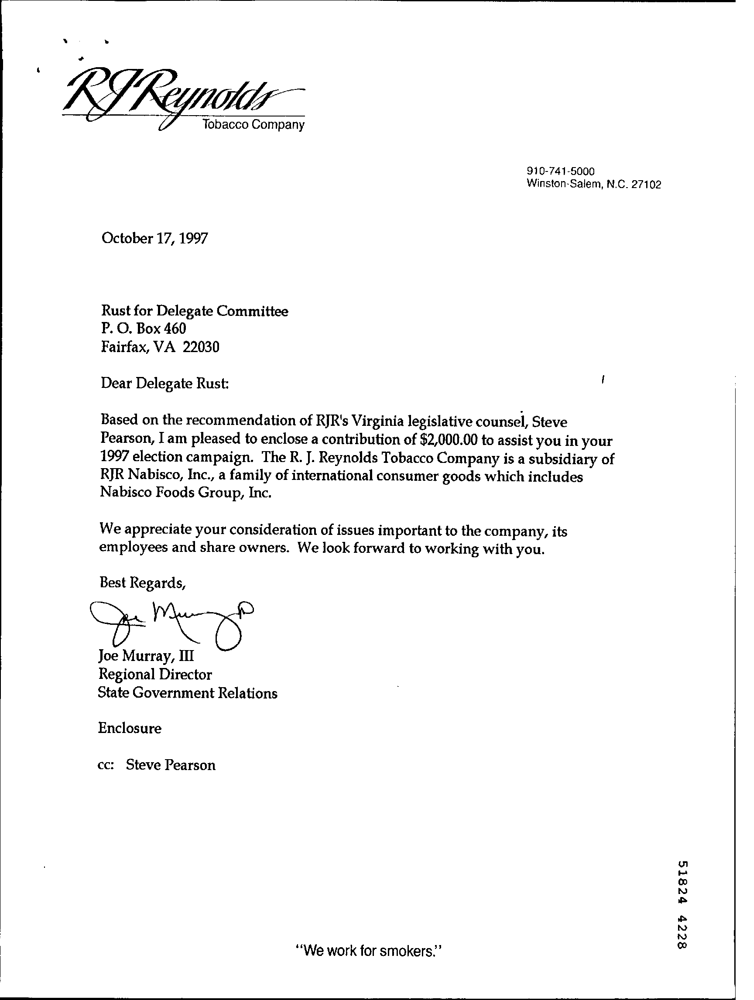 RJReynolds
Tobacco Company
910-741-5000
Winston-Salem, N.C. 27102
October 17, 1997
Rust for Delegate Committee
P. O. Box 460
Fairfax, VA 22030
Dear Delegate Rust:
Based on the recommendation of RJR's Virginia legislative counsel, Steve
Pearson, I am pleased to enclose a contribution of $2,000.00 to assist you in your
1997 election campaign. The R. J. Reynolds Tobacco Company is a subsidiary of
RJR Nabisco, Inc., a family of international consumer goods which includes
Nabisco Foods Group, Inc.
We appreciate your consideration of issues important to the company, its
employees and share owners. We look forward to working with you.
Best Regards,
Joe Murray, III
Regional Director
State Government Relations
Enclosure
cc: Steve Pearson
51824 4228
"We work for smokers."